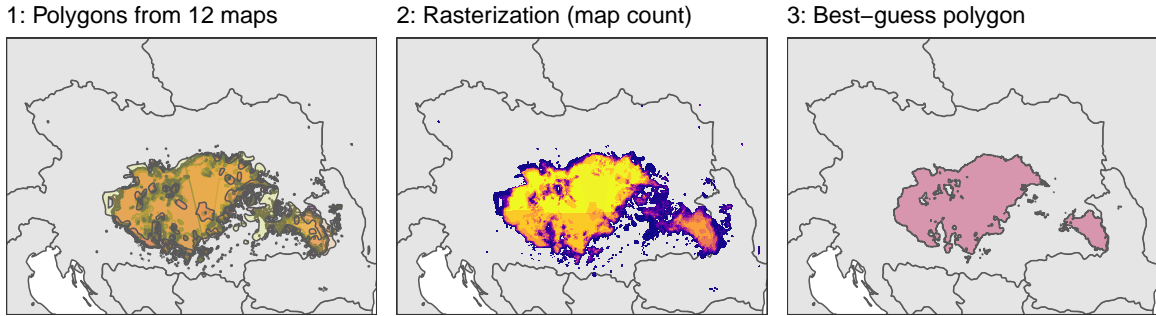 1: Polygons from 12 maps
2: Rasterization (map count)
3: Best−guess polygon